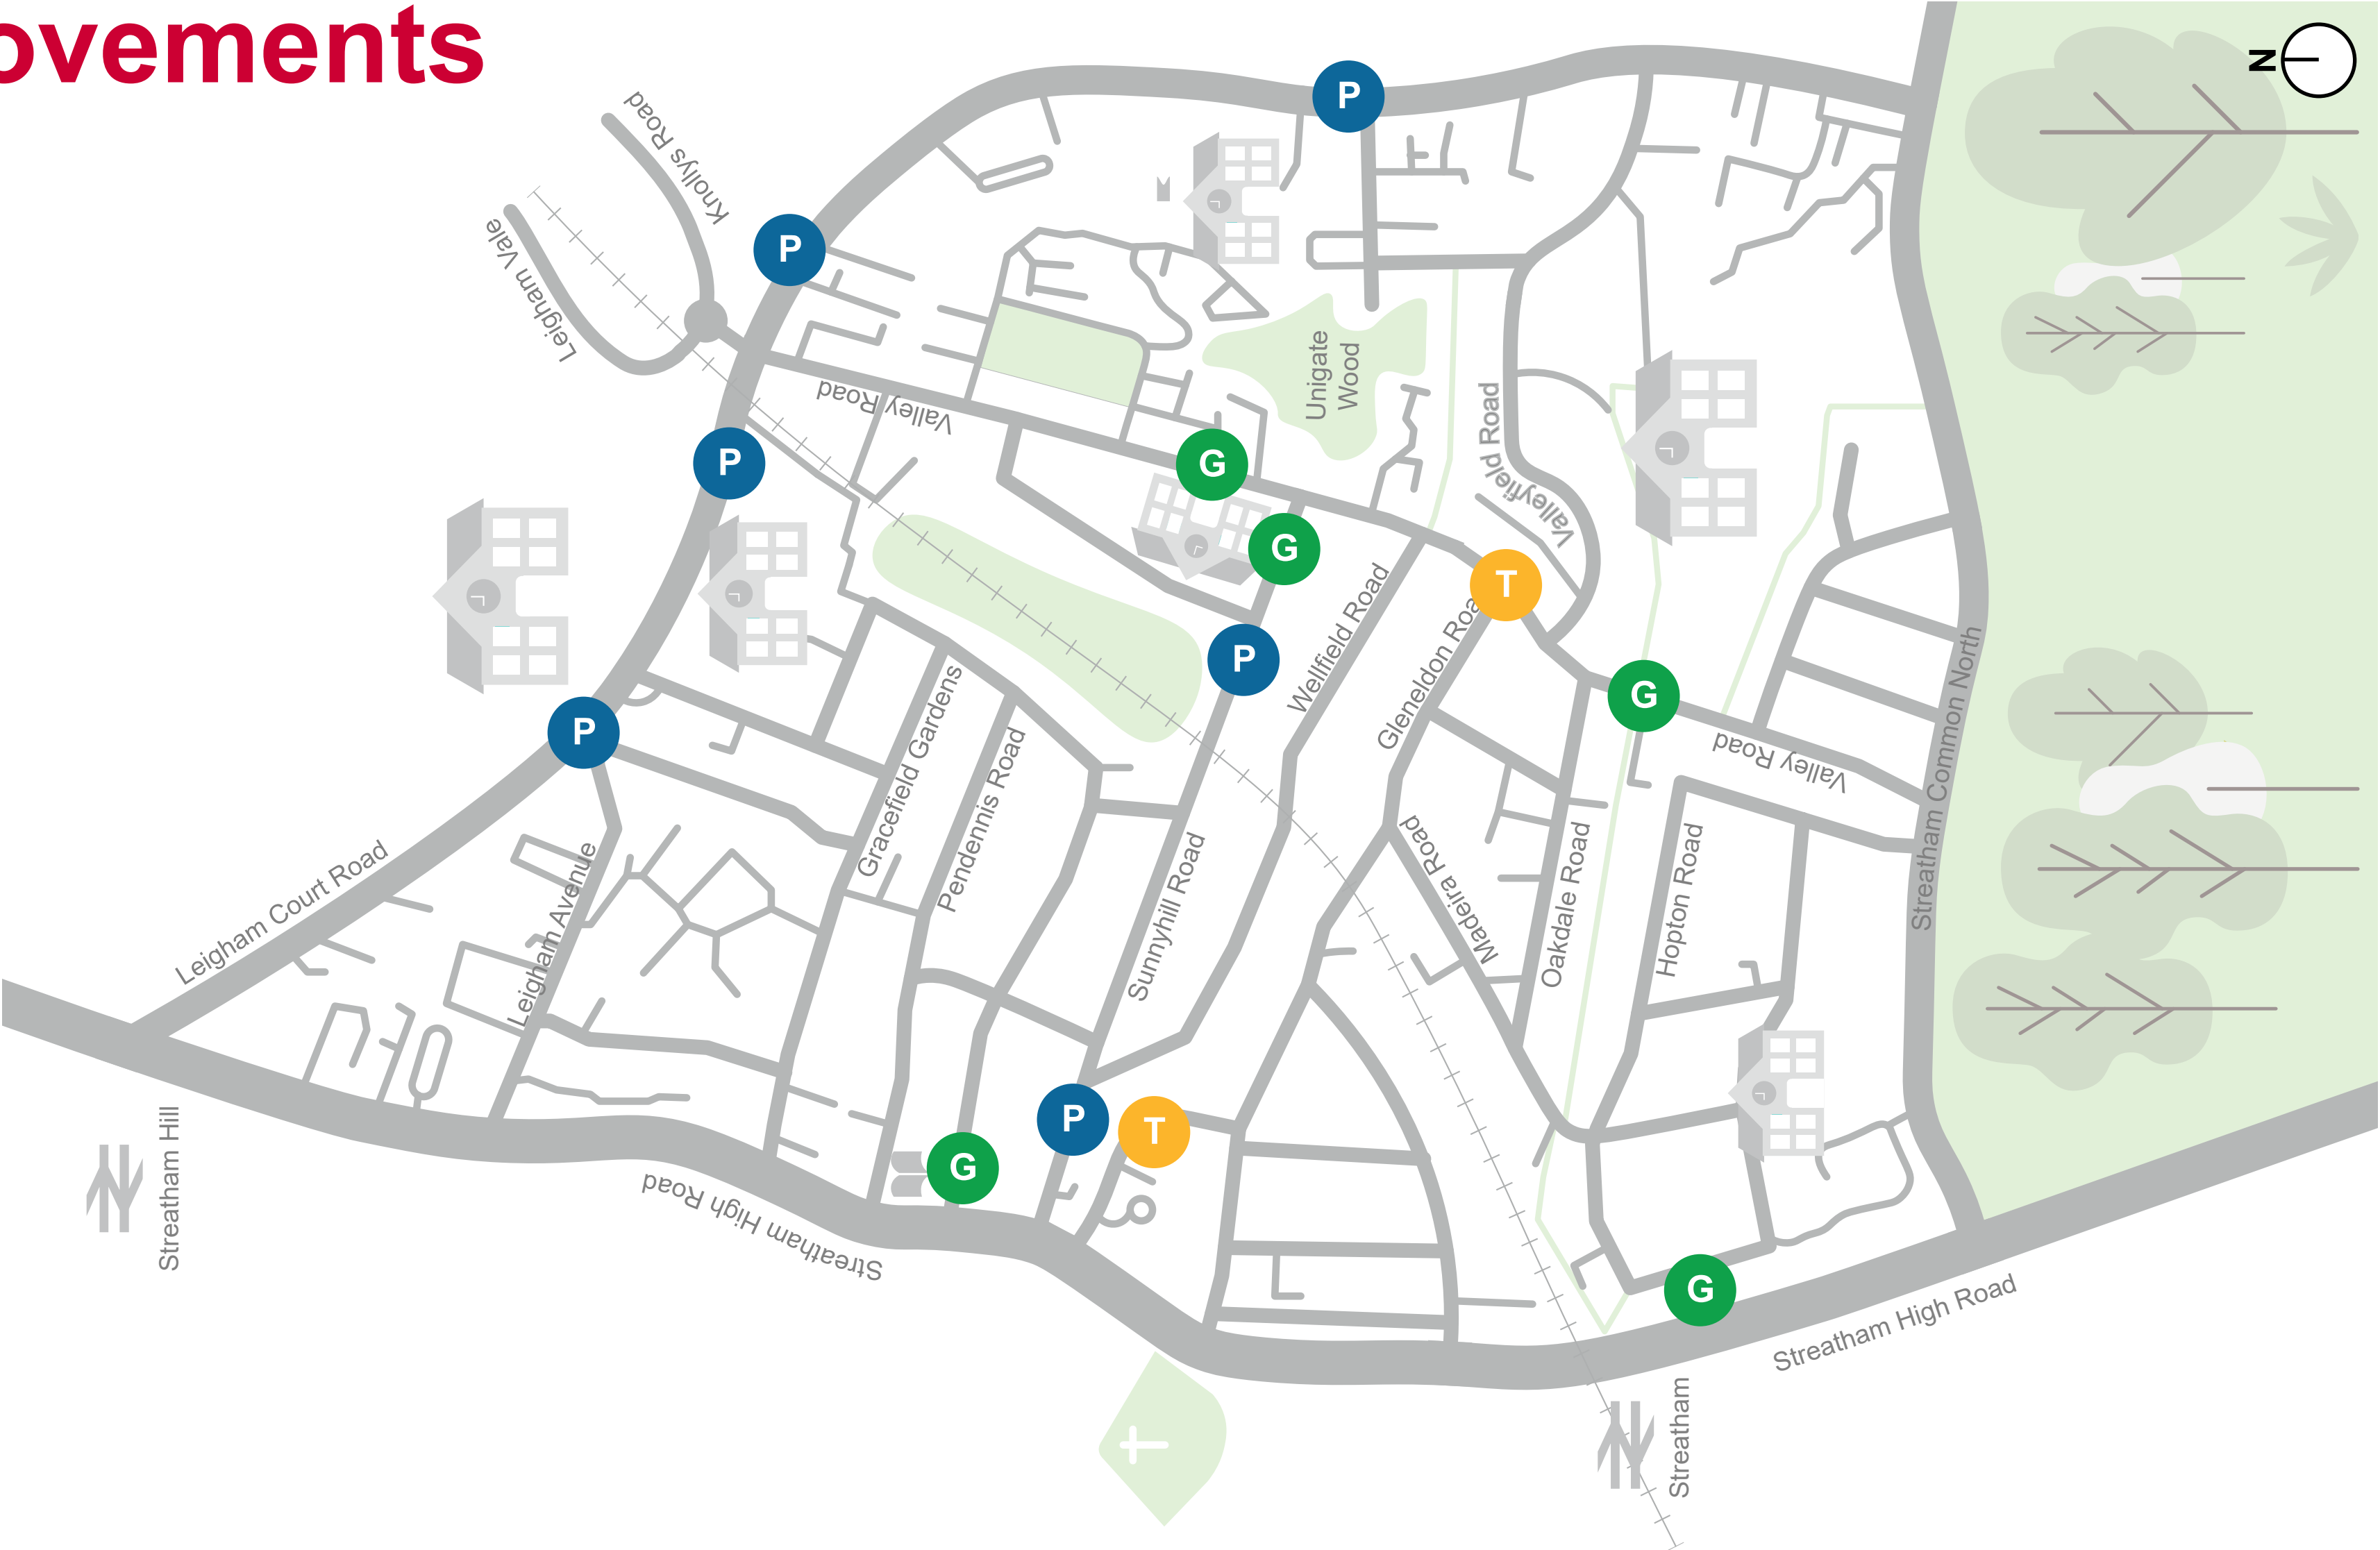 ovements
N
P
Knollys Road
Leigham Vale
P
Valley Road
Unigate
Wood
P
G
Valleyfield Road
G
T
P
Wellfield Road
Gleneldon Road
G
P
Gracefield Gardens
Pendennis Road
Valley Road
Streatham Common North
Leigham Court Road
Leigham Avenue
Sunnyhill Road
Madeira Road
Oakdale Road
Hopton Road
P
T
G
Streatham Hill
Streatham High Road
G
Streatham High Road
Streatham